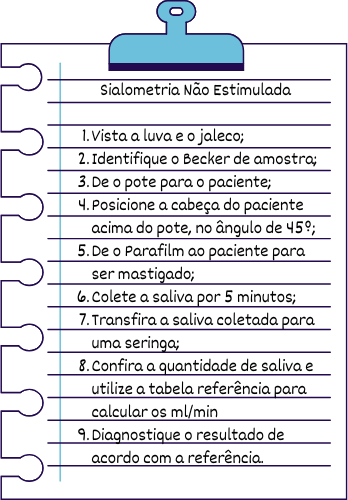 Sialometria Não Estimulada
1. Vista a luva e o jaleco;
2. Identifique o Becker de amostra;
3. De o pote para o paciente;
4. Posicione a cabeça do paciente
acima do pote, no ângulo de 45º;
5. De o Parafilm ao paciente para
ser mastigado;
6. Colete a saliva por 5 minutos;
7. Transfira a saliva coletada para
uma seringa;
8. Confira a quantidade de saliva e
utilize a tabela referência para
calcular os ml/min
9. Diagnostique o resultado de
acordo com a referência.